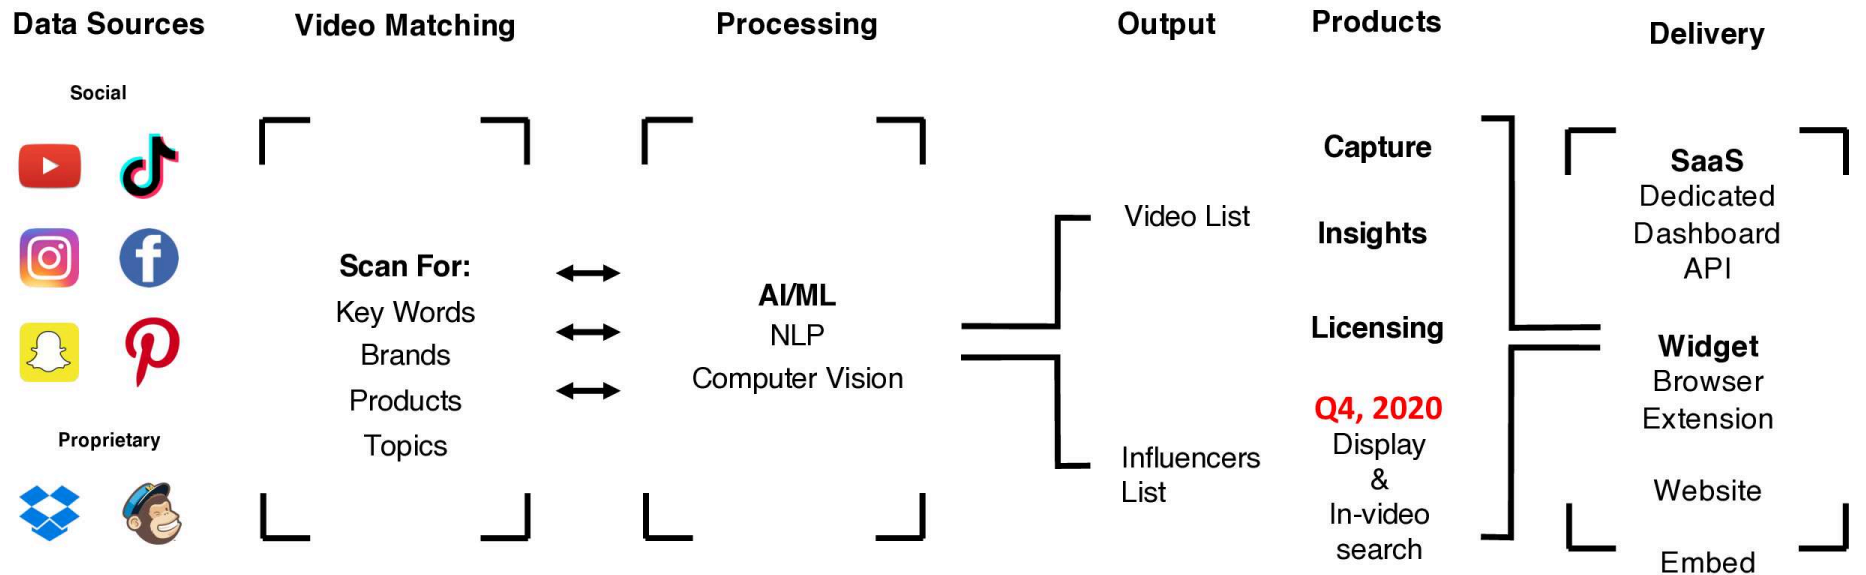 Data Sources
Video Matching
Processing
Output
Products
Delivery
Social
Proprietary
Scan For:
Key Words
Brands
Products
Topics
AI/ML
NLP
Computer Vision
Video List
Influencers
List
Capture
Insights
Licensing
Q4, 2020
Display
&
In-video
search
SaaS
Dedicated
Dashboard
API
Widget
Browser
Extension
Website
Embed